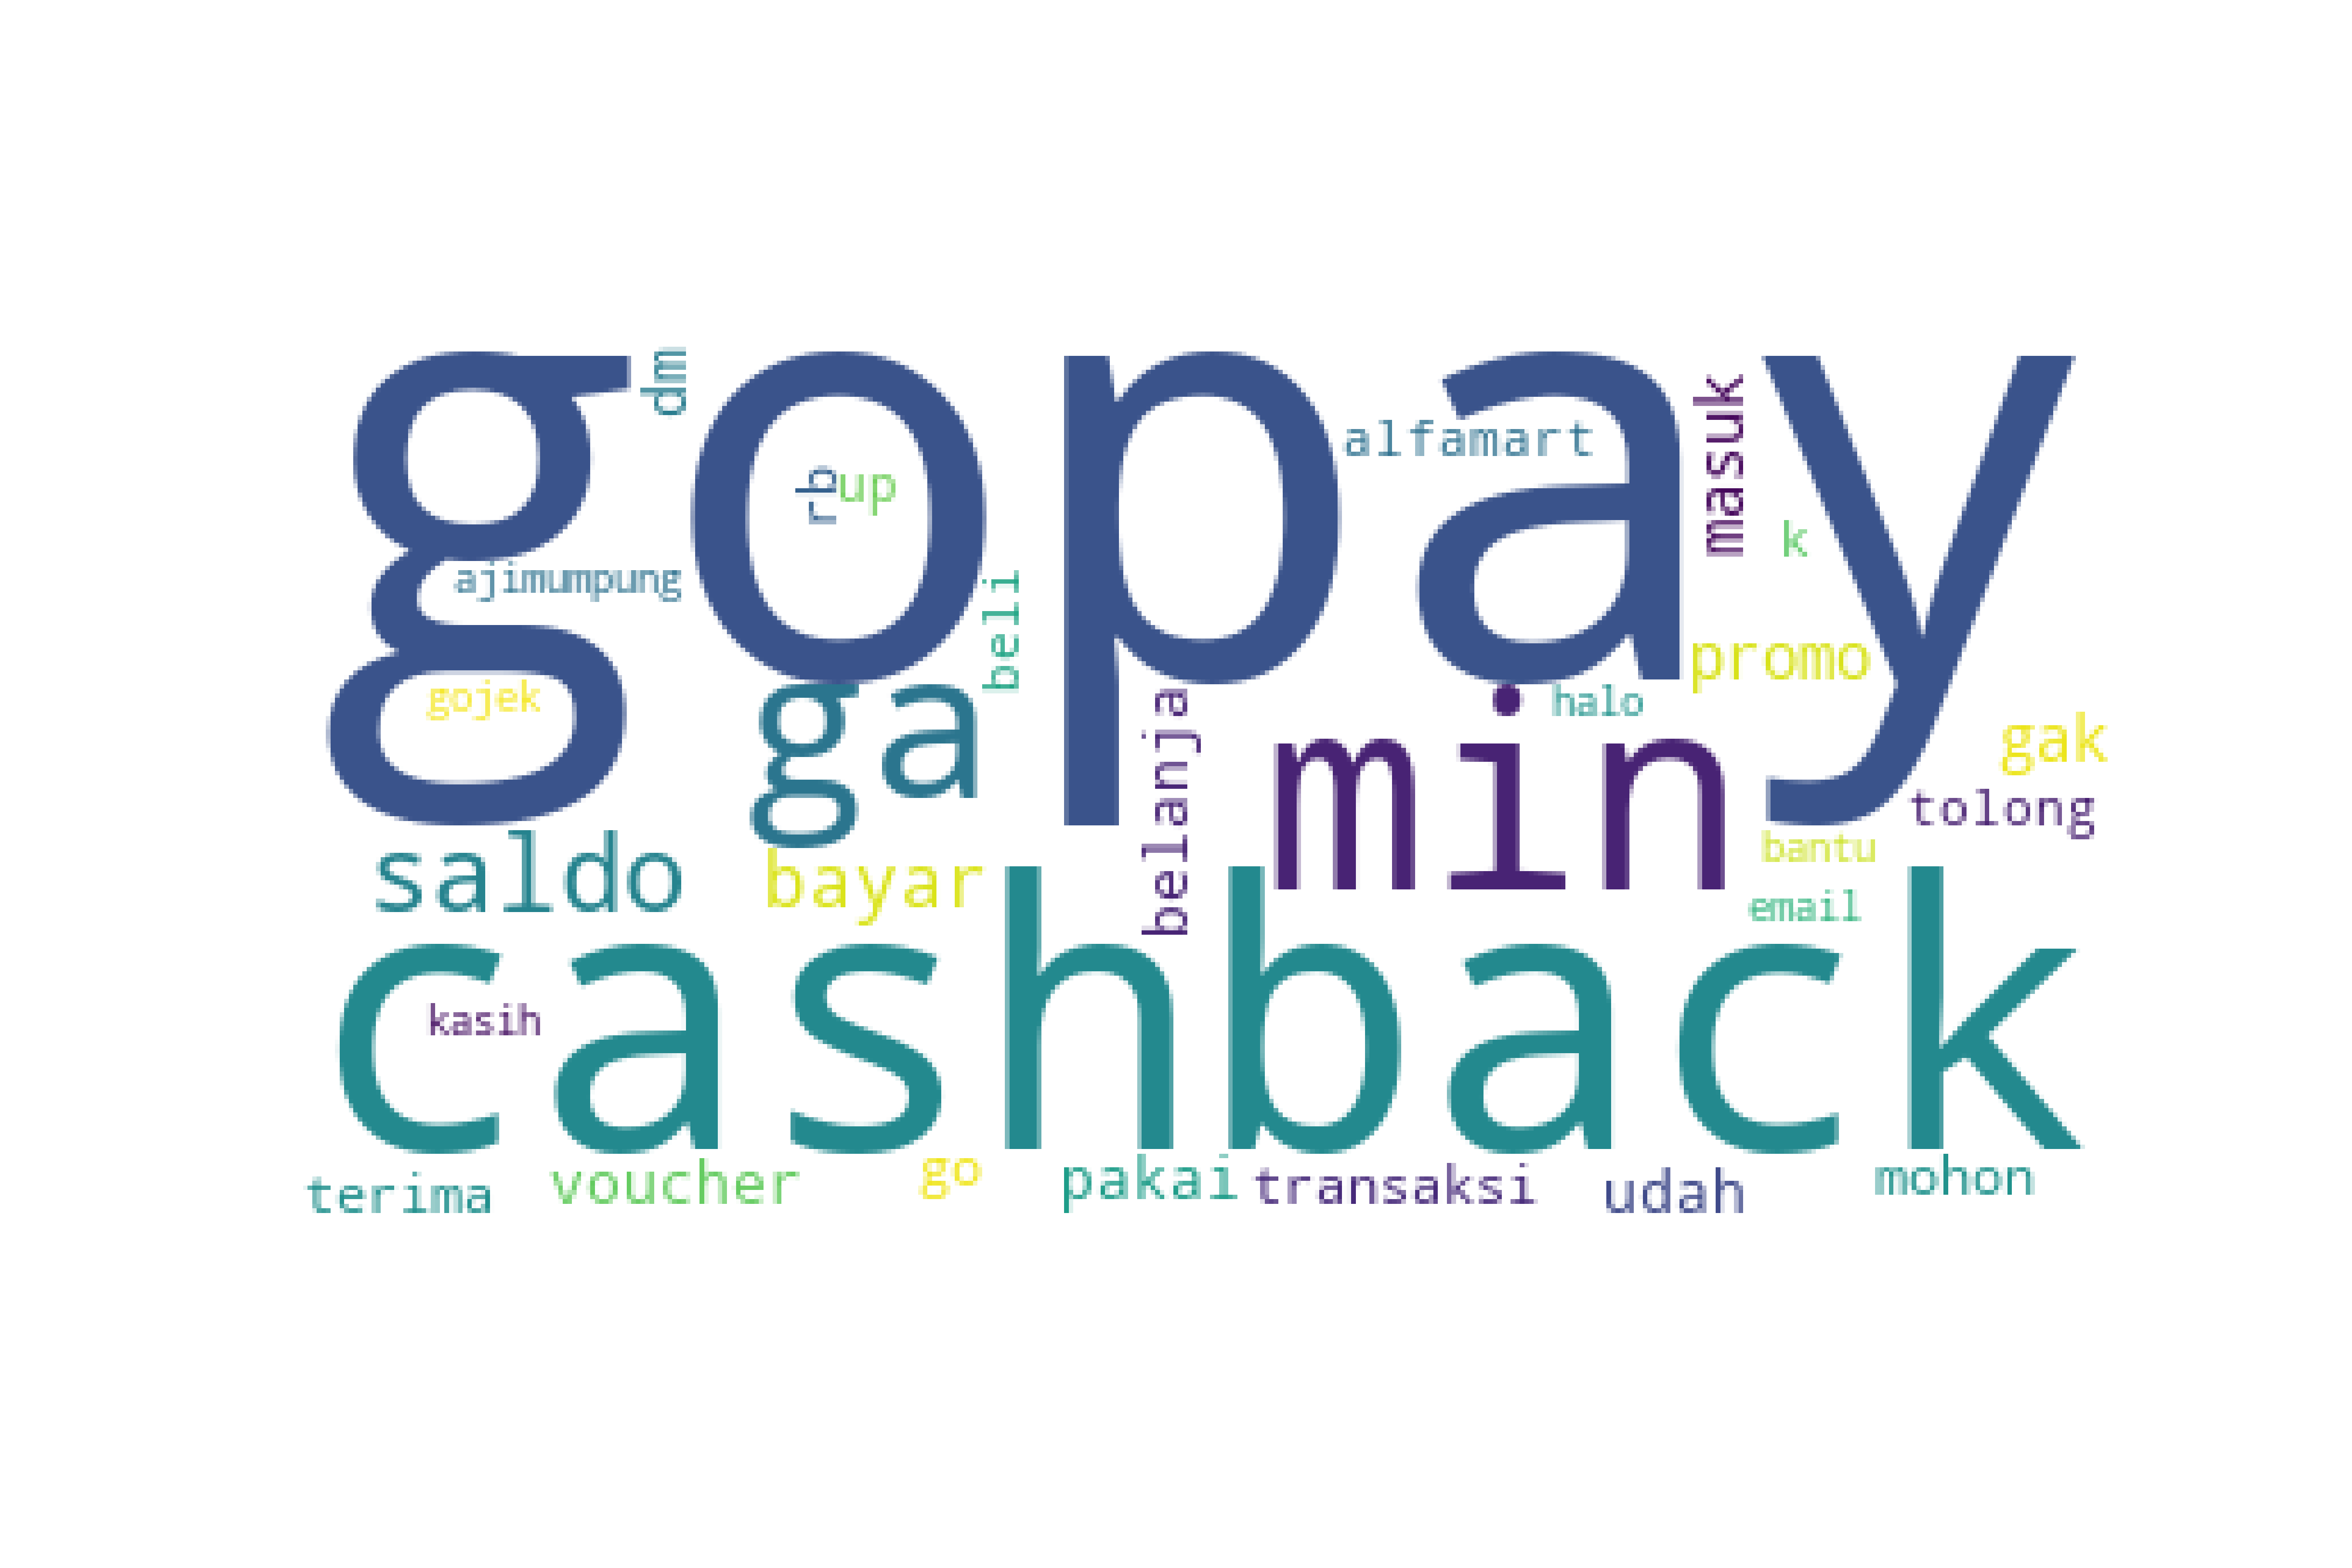 gopay
dm
alfamart
masuk
rb
up
k
ajimumpung
beli
promo
gojek
ga
belanja
min
halo
gak
tolong
saldo
bayar
bantu
email
cashback
kasih
terima
voucher
go
pakai
transaksi
udah
mohon